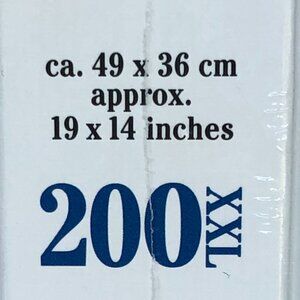 ca. 49 x 36 cm
approx.
19 x 14 inches
200 XXL